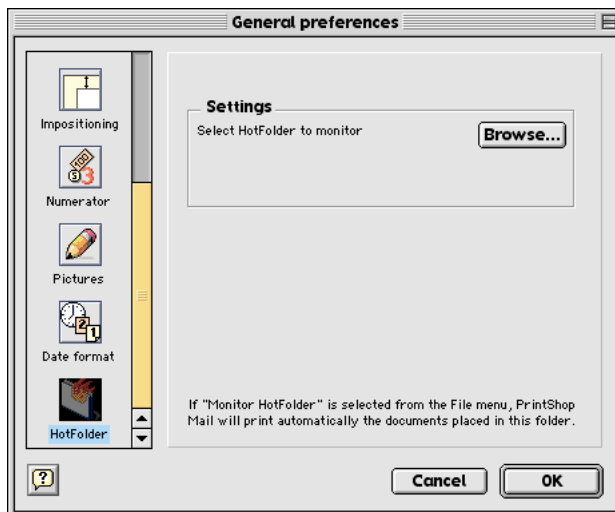 General preferences
Impositioning
Numerator
Pictures
Date format
HotFolder
Settings
Select HotFolder to monitor
Browse...
If "Monitor HotFolder" is selected from the File menu, PrintShop
Mail will print automatically the documents placed in this folder.
?
Cancel
OK